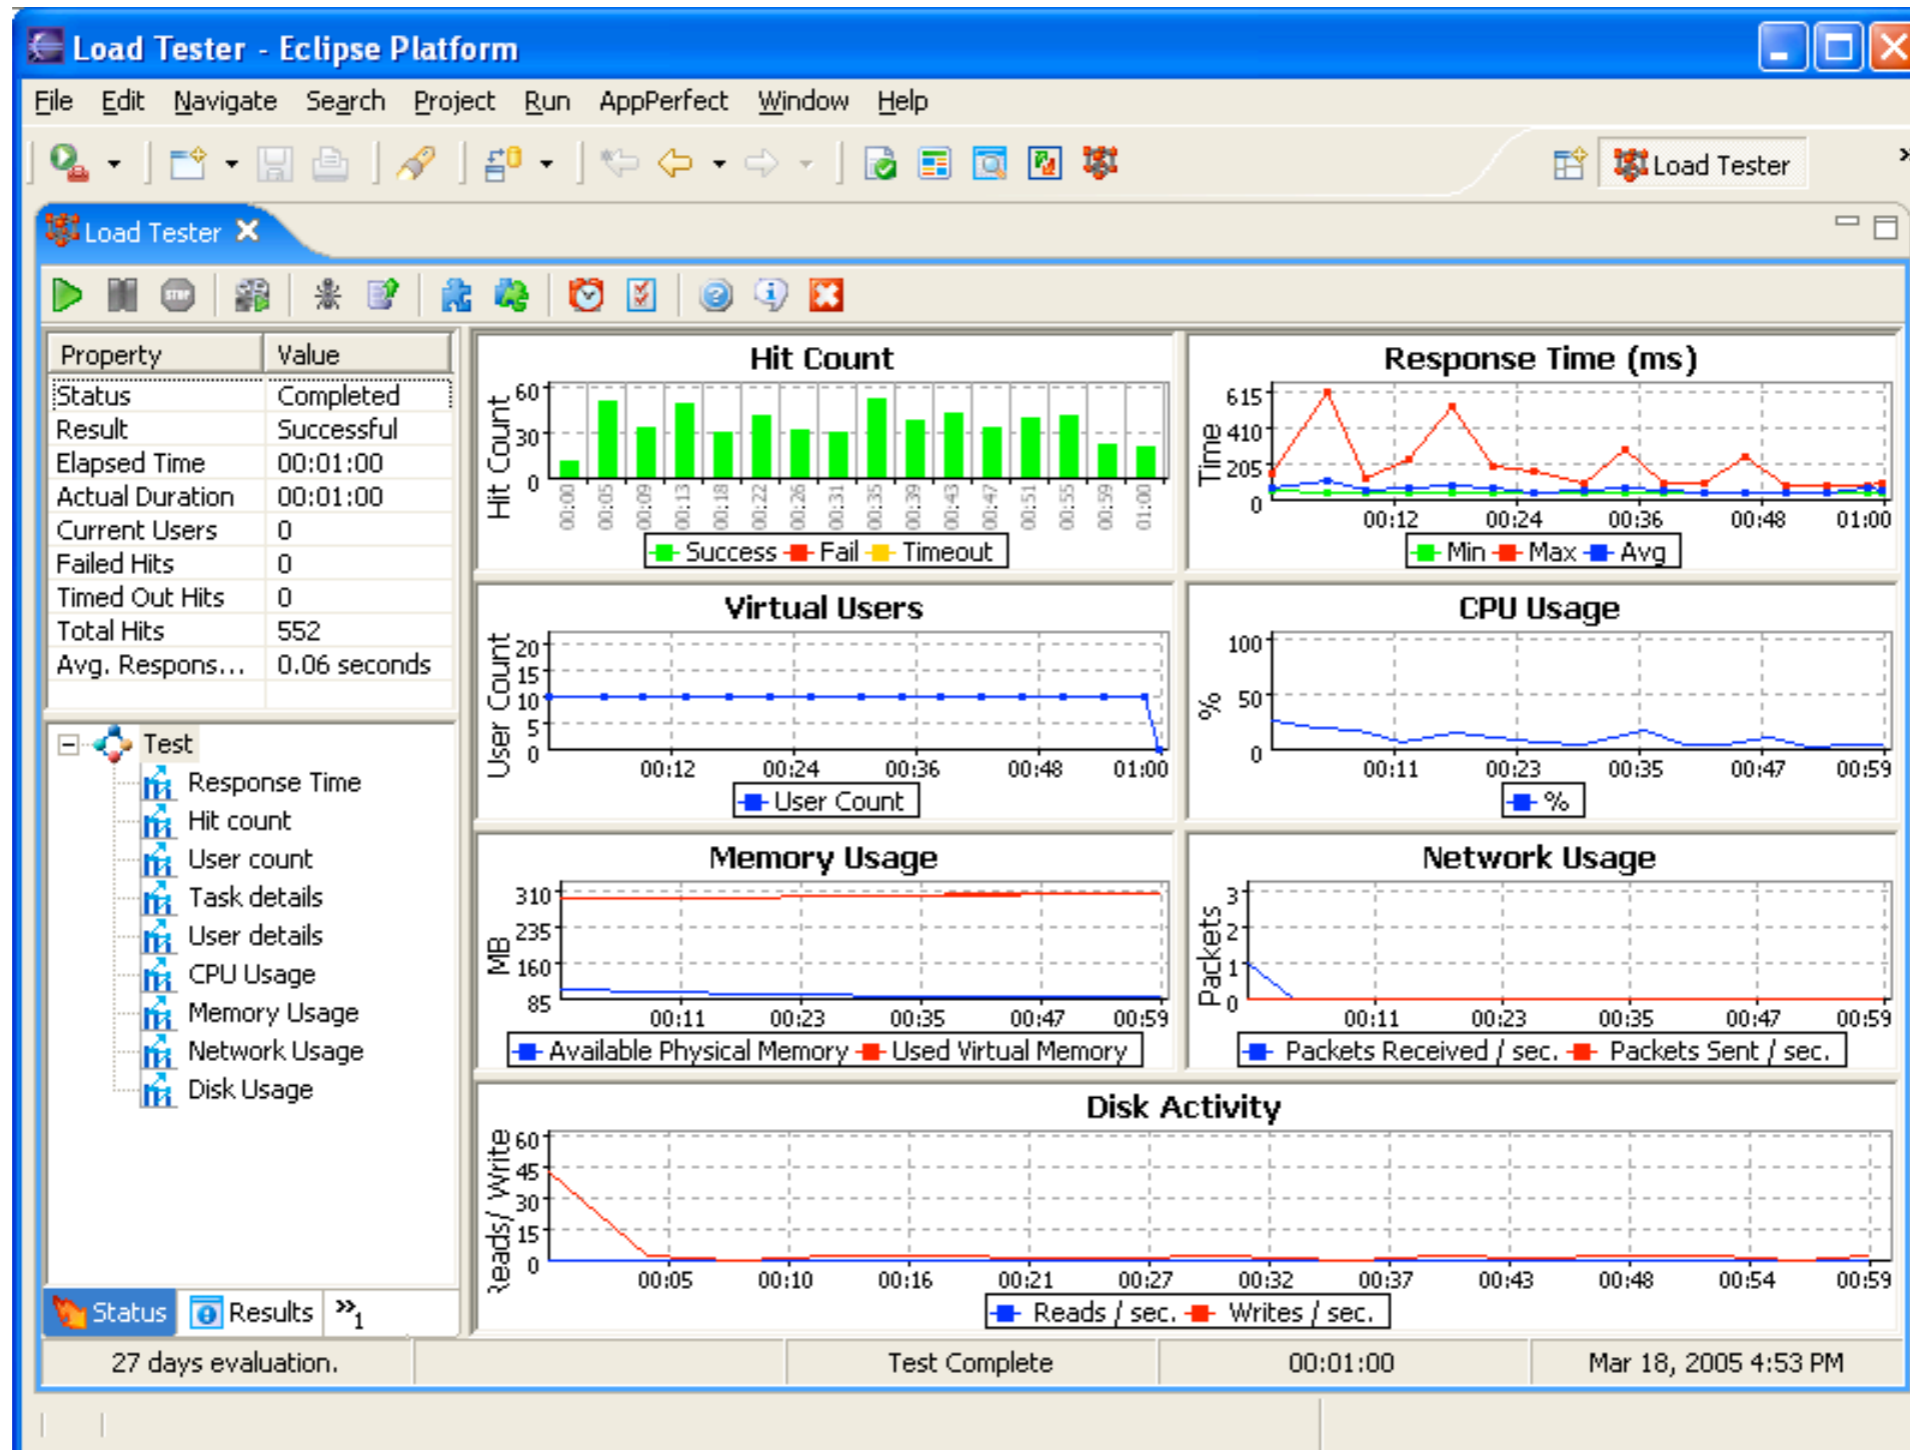 Load Tester - Eclipse Platform
File Edit Navigate Search Project Run AppPerfect Window Help
Load Tester
Load Tester
STOP
Property Value
Status Completed
Result Successful
Elapsed Time 00:01:00
Actual Duration 00:01:00
Current Users 0
Failed Hits 0
Timed Out Hits 0
Total Hits 552
Avg. Respons... 0.06 seconds
Test
Response Time
Hit count
User count
Task details
User details
CPU Usage
Memory Usage
Network Usage
Disk Usage
Status Results »1
Hit Count
Hit Count
60
30
0
00:00 00:05 00:09 00:13 00:18 00:22 00:26 00:31 00:35 00:39 00:43 00:47 00:51 00:55 00:59 01:00
Success Fail Timeout
Response Time (ms)
Time
615
410
205
0
00:12 00:24 00:36 00:48 01:00
Min Max Avg
Virtual Users
User Count
20
15
10
5
0
00:12 00:24 00:36 00:48 01:00
User Count
CPU Usage
%
100
50
0
00:11 00:23 00:35 00:47 00:59
%
Memory Usage
MB
310
235
160
85
00:11 00:23 00:35 00:47 00:59
Available Physical Memory Used Virtual Memory
Network Usage
Packets
3
2
1
0
00:11 00:23 00:35 00:47 00:59
Packets Received / sec. Packets Sent / sec.
Disk Activity
Reads/ Write
60
45
30
15
0
00:05 00:10 00:16 00:21 00:27 00:32 00:37 00:43 00:48 00:54 00:59
Reads / sec. Writes / sec.
27 days evaluation. Test Complete 00:01:00 Mar 18, 2005 4:53 PM